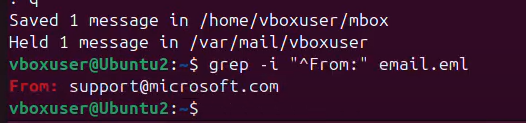 : q
Saved 1 message in /home/vboxuser/mbox
Held 1 message in /var/mail/vboxuser
vboxuser@Ubuntu2:~$ grep -i "^From:" email.eml
From: support@microsoft.com
vboxuser@Ubuntu2:~$